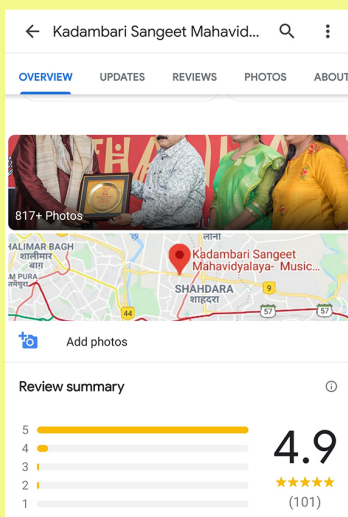 Kadambari Sangeet Mahavid...
OVERVIEW UPDATES REVIEWS PHOTOS ABOUT
817+ Photos
HALIMAR BAGH
शालीमार
बाग़
लोनी
Kadambari Sangeet
Mahavidyalaya- Music...
SHAHDARA
शाहदरा
9
44
57
57
Add photos
Review summary
5
4
3
2
1
4.9
(101)